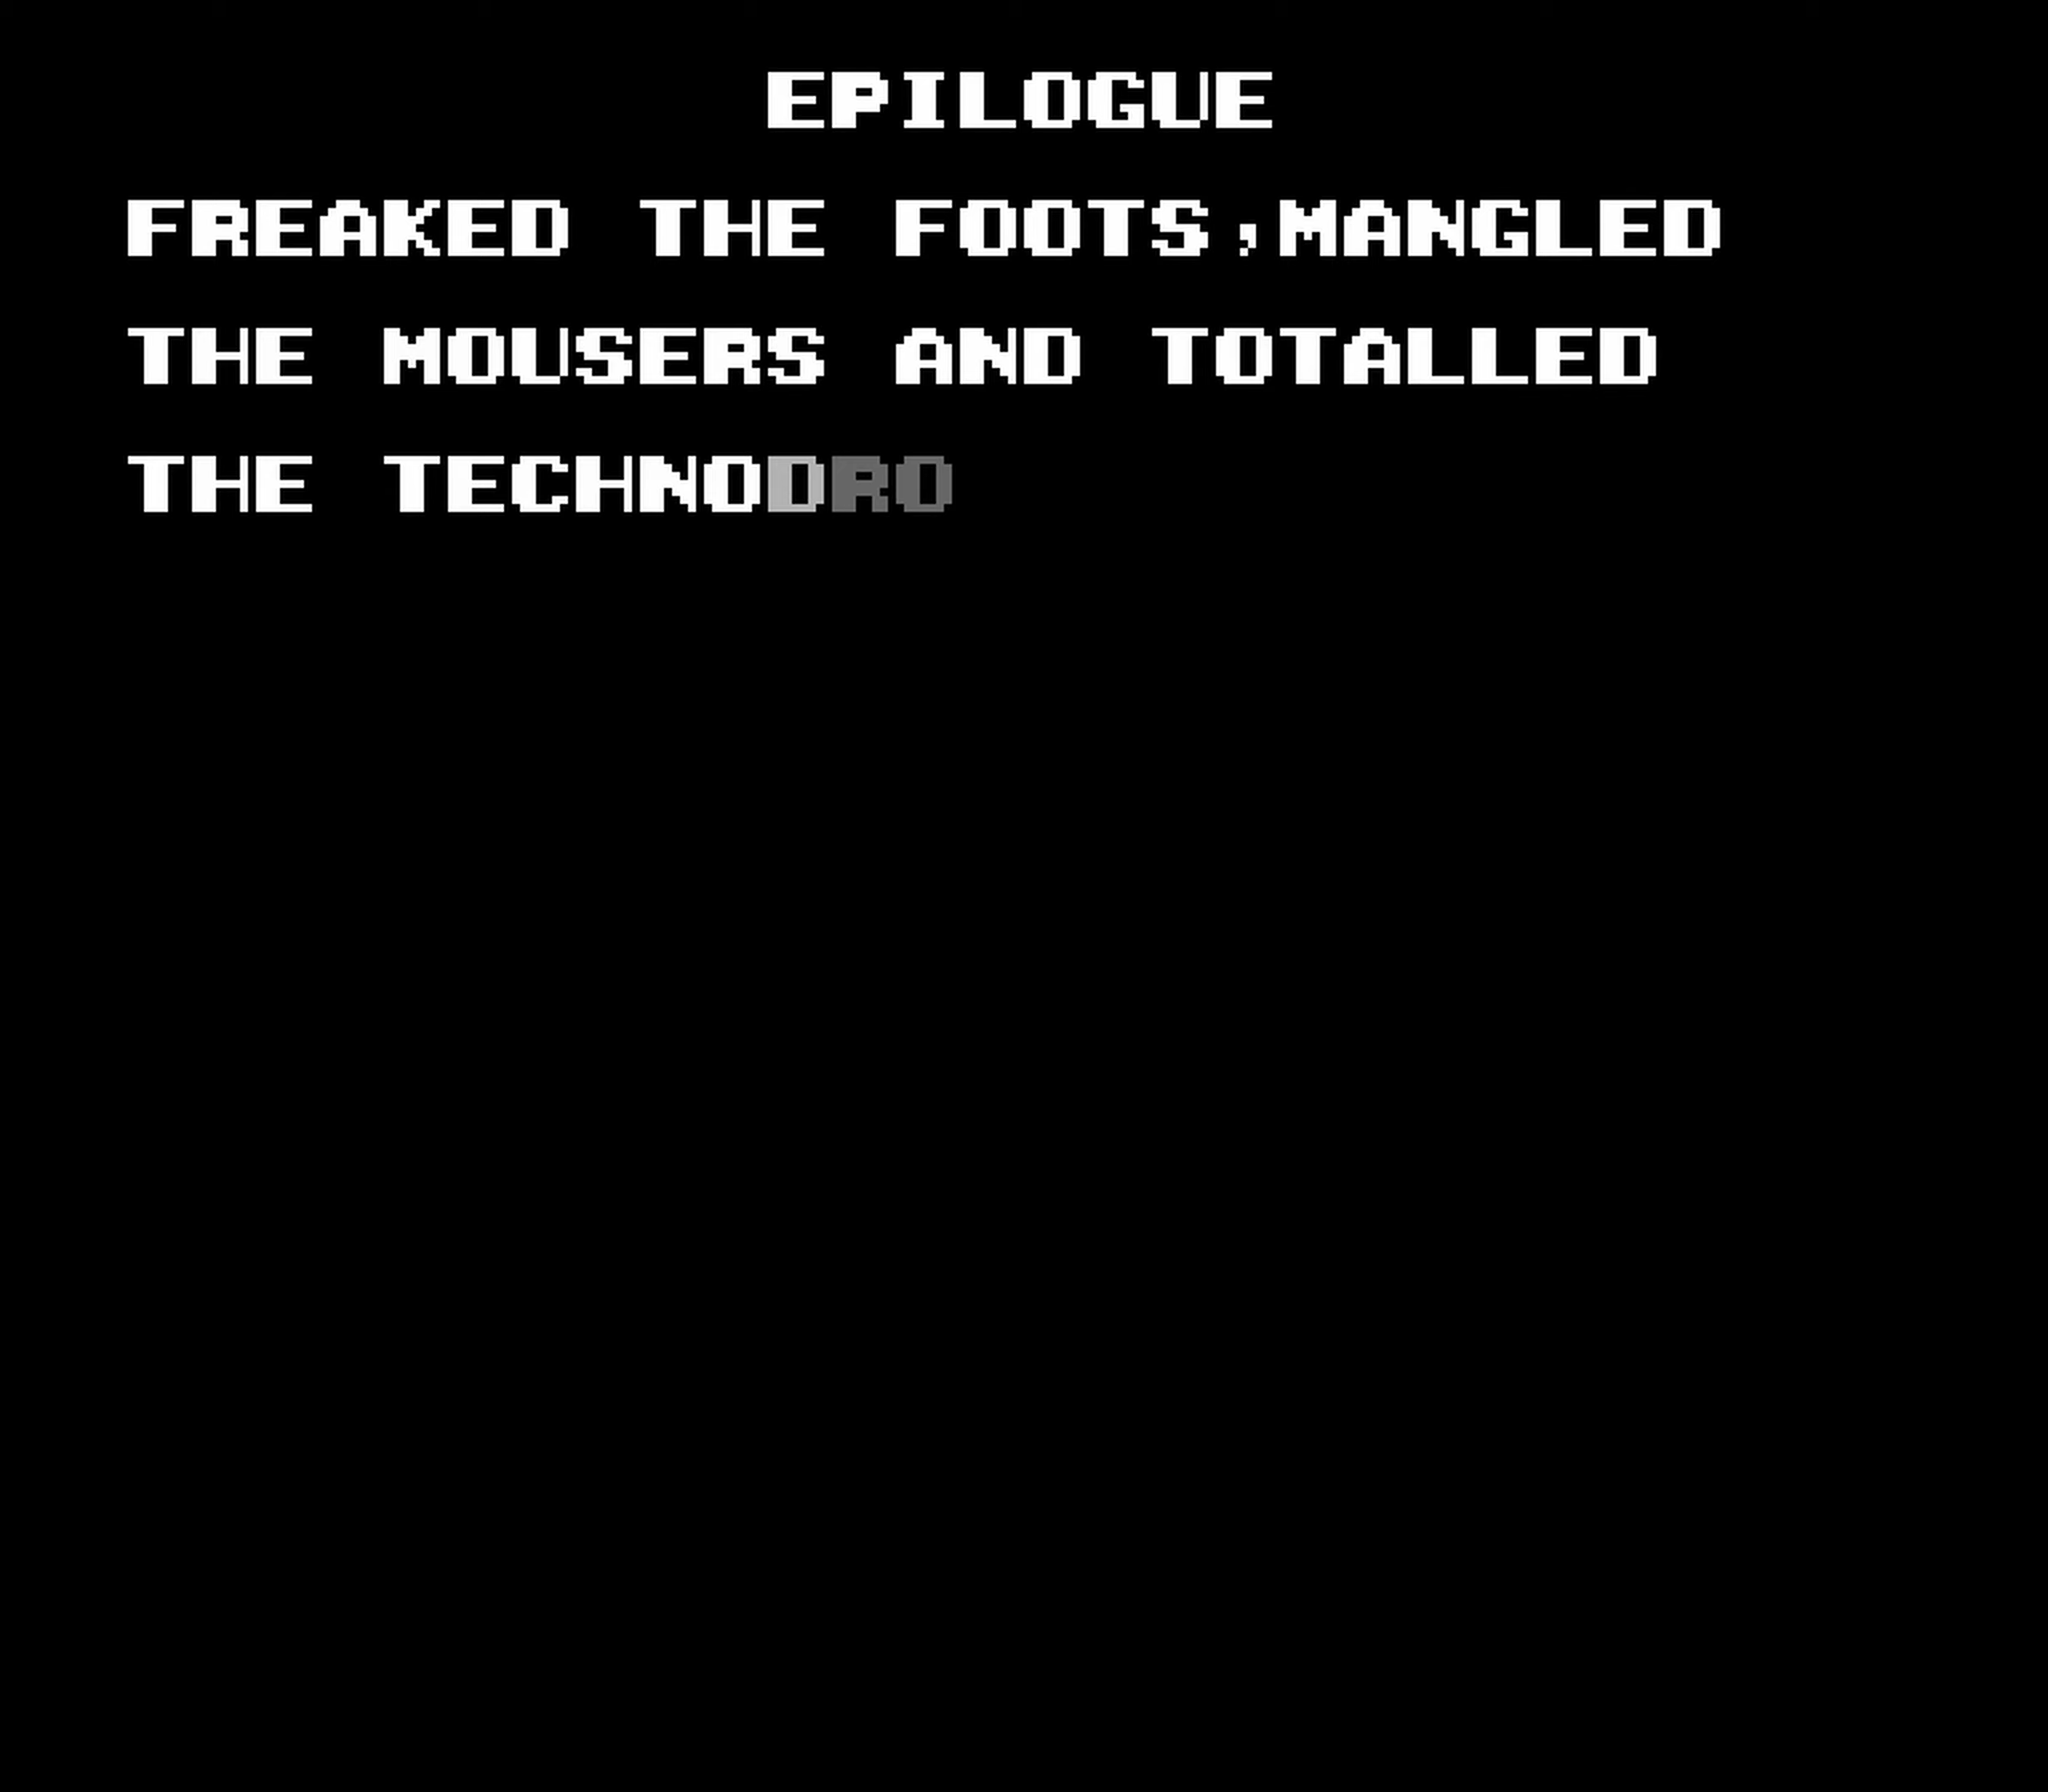 EPILOGUE
FREAKED THE FOOTS,MANGLED
THE MOUSERS AND TOTALLED
THE TECHNODRO